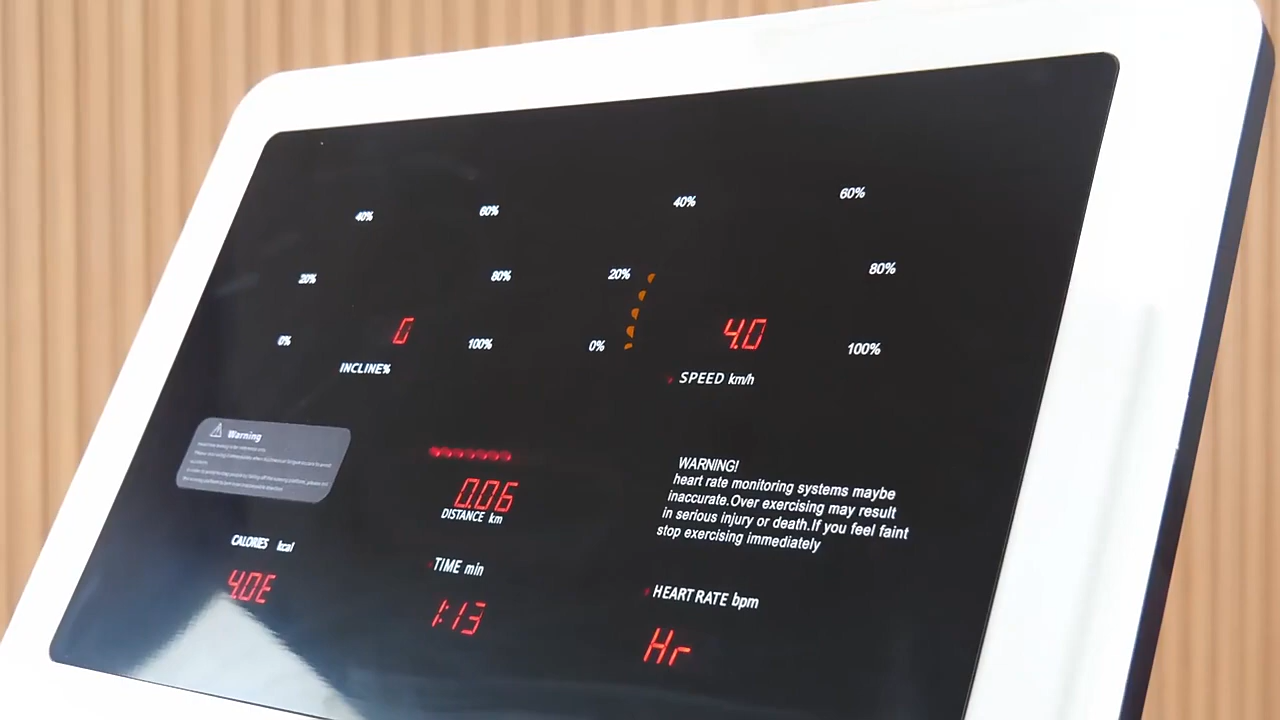 40% 60% 40% 60%
20% 80% 20% 80%
0% 0 100% 0% 4.0 100%
INCLINE% SPEED km/h
Warning
WARNING!
heart rate monitoring systems maybe
inaccurate.Over exercising may result
in serious injury or death.If you feel faint
stop exercising immediately
0.06
DISTANCE km
CALORIES kcal
TIME min
HEART RATE bpm
1:13
Hr